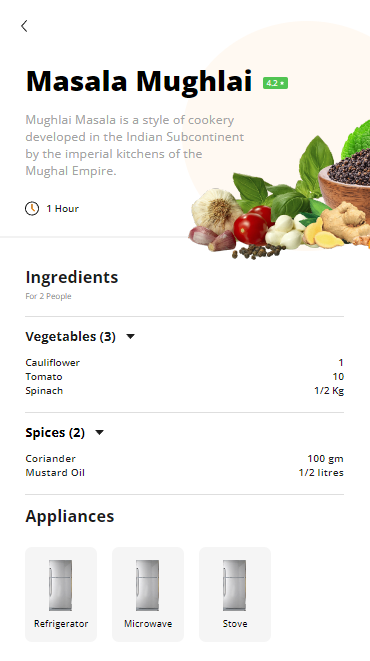 Masala Mughlai 4.2 ★
Mughlai Masala is a style of cookery
developed in the Indian Subcontinent
by the imperial kitchens of the
Mughal Empire.
1 Hour
Ingredients
For 2 People
Vegetables (3)
Cauliflower 1
Tomato 10
Spinach 1/2 Kg
Spices (2)
Coriander 100 gm
Mustard Oil 1/2 litres
Appliances
Refrigerator Microwave Stove